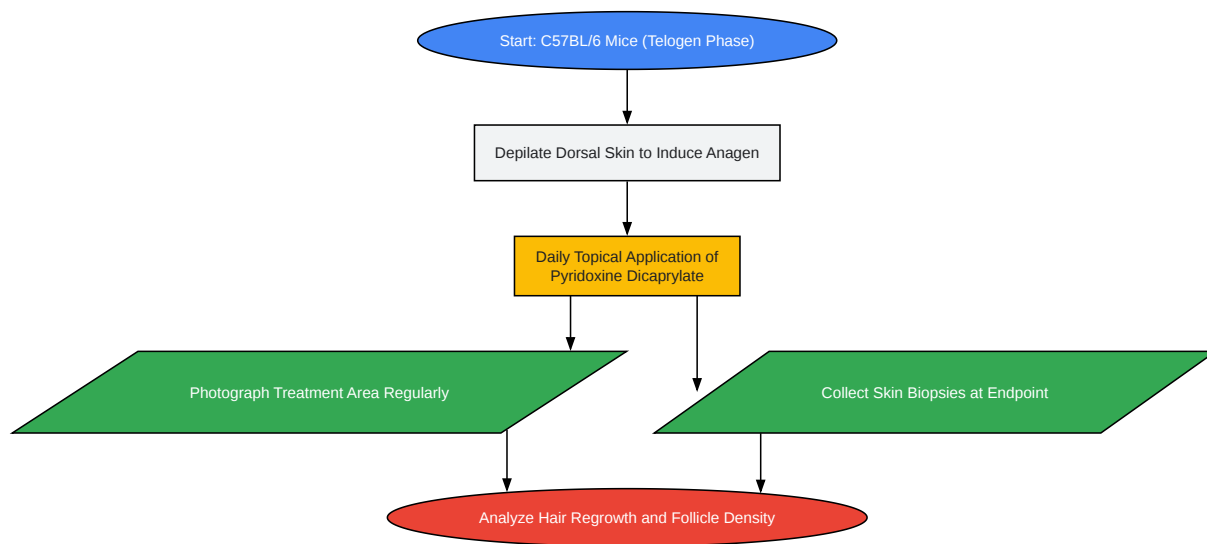 Start: C57BL/6 Mice (Telogen Phase)
Depilate Dorsal Skin to Induce Anagen
Daily Topical Application of
Pyridoxine Dicaprylate
Photograph Treatment Area Regularly
Collect Skin Biopsies at Endpoint
Analyze Hair Regrowth and Follicle Density